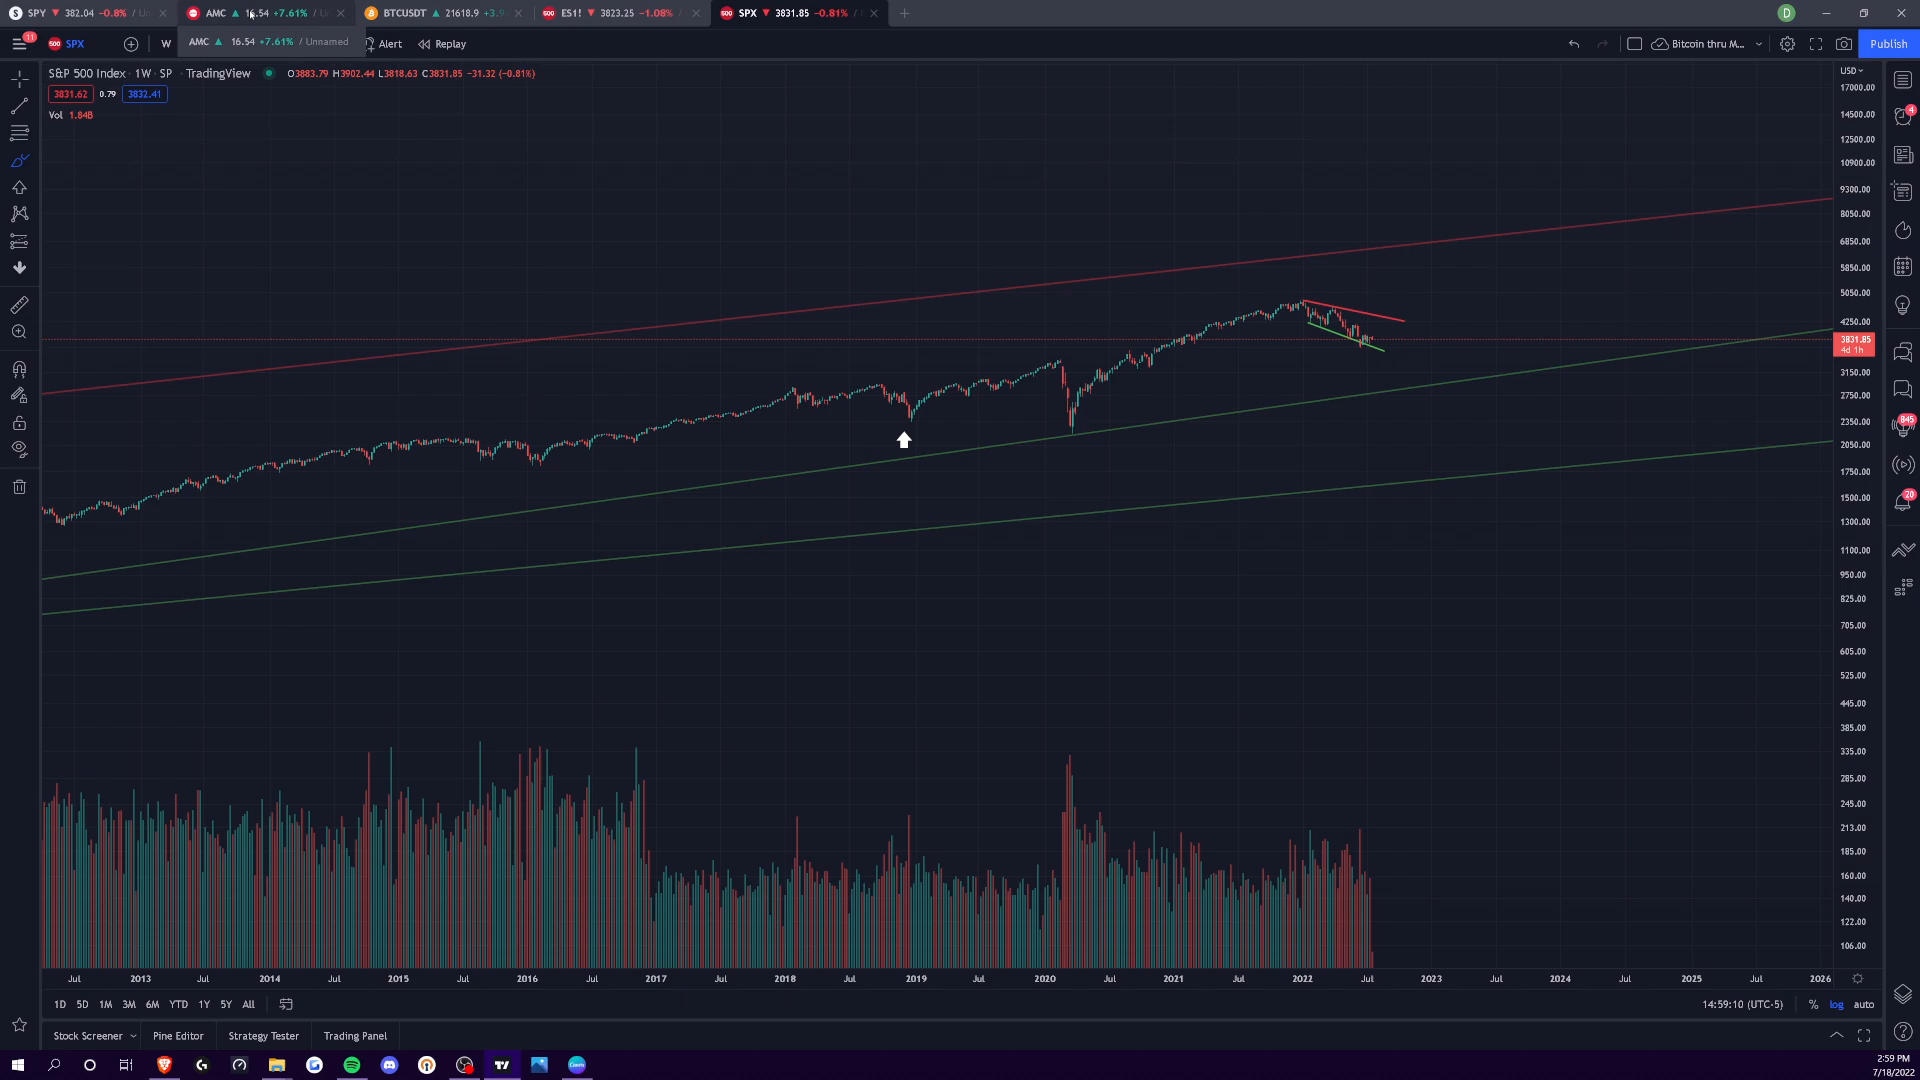 SPY ▼ 382.04 −0.8% / Un
AMC ▲ 16.54 +7.61% / Un
BTCUSDT ▲ 21618.9 +3.9
ES1! ▼ 3823.25 −1.08% /
SPX ▼ 3831.85 −0.81% /
D
11
SPX
W
AMC ▲ 16.54 +7.61% / Unnamed
Alert
Replay
Bitcoin thru M...
Publish
S&P 500 Index · 1W · SP · TradingView
O3883.79 H3902.44 L3818.63 C3831.85 −31.32 (−0.81%)
3831.62
0.79
3832.41
Vol 1.84B
USD
17000.00
14500.00
12500.00
10900.00
9300.00
8050.00
6850.00
5850.00
5050.00
4250.00
3831.85
4d 1h
3150.00
2750.00
2350.00
2050.00
1750.00
1500.00
1300.00
1100.00
950.00
825.00
705.00
605.00
525.00
445.00
385.00
335.00
285.00
245.00
213.00
185.00
160.00
140.00
122.00
106.00
4
845
20
Jul 2013 Jul 2014 Jul 2015 Jul 2016 Jul 2017 Jul 2018 Jul 2019 Jul 2020 Jul 2021 Jul 2022 Jul 2023 Jul 2024 Jul 2025 Jul 2026
1D 5D 1M 3M 6M YTD 1Y 5Y All
14:59:10 (UTC-5)
% log auto
Stock Screener
Pine Editor
Strategy Tester
Trading Panel
2:59 PM
7/18/2022